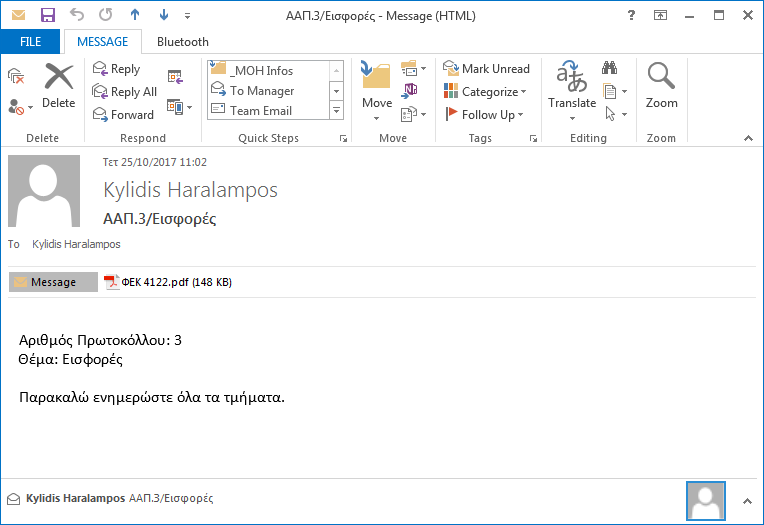 ΑΑΠ.3/Εισφορές - Message (HTML)
FILE MESSAGE Bluetooth
Delete
Reply
Reply All
Forward
_MOH Infos
To Manager
Team Email
Move
Mark Unread
Categorize
Follow Up
Translate
Zoom
Delete Respond Quick Steps Move Tags Editing Zoom
Τετ 25/10/2017 11:02
Kylidis Haralampos
ΑΑΠ.3/Εισφορές
To Kylidis Haralampos
Message ΦΕΚ 4122.pdf (148 KB)
Αριθμός Πρωτοκόλλου: 3
Θέμα: Εισφορές
Παρακαλώ ενημερώστε όλα τα τμήματα.
Kylidis Haralampos ΑΑΠ.3/Εισφορές